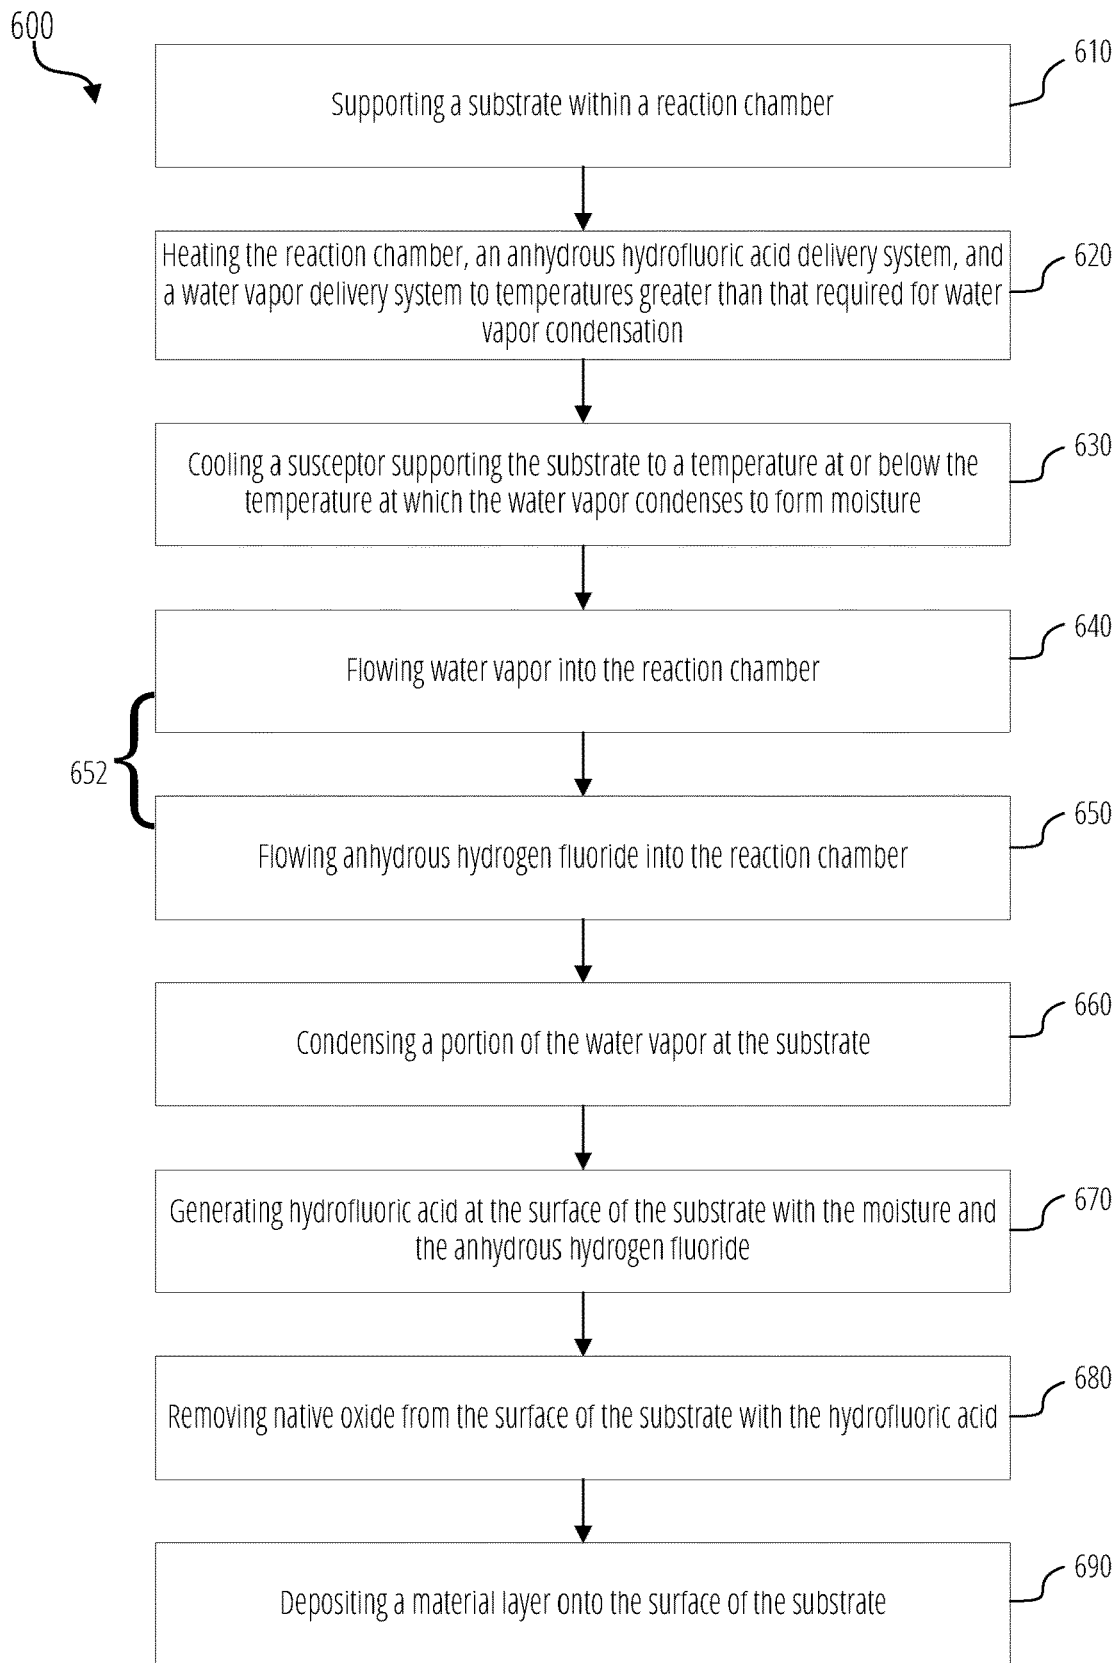 600
610
Supporting a substrate within a reaction chamber
620
Heating the reaction chamber, an anhydrous hydrofluoric acid delivery system, and
a water vapor delivery system to temperatures greater than that required for water
vapor condensation
630
Cooling a susceptor supporting the substrate to a temperature at or below the
temperature at which the water vapor condenses to form moisture
640
Flowing water vapor into the reaction chamber
652
650
Flowing anhydrous hydrogen fluoride into the reaction chamber
660
Condensing a portion of the water vapor at the substrate
670
Generating hydrofluoric acid at the surface of the substrate with the moisture and
the anhydrous hydrogen fluoride
680
Removing native oxide from the surface of the substrate with the hydrofluoric acid
690
Depositing a material layer onto the surface of the substrate